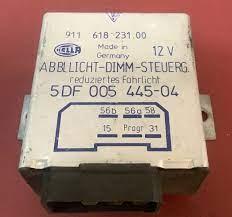 911 618 231.00
HELLA
Made in
Germany
12 V
ABBLLICHT-DIMM-STEUERG.
reduziertes Fahrlicht
5DF 005 445-04
56b 56a 58
15 Progr 31